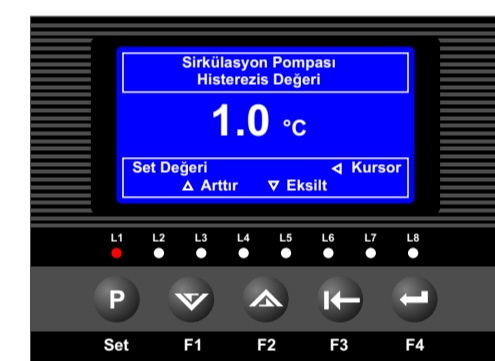 Sirkülasyon Pompası
Histerezis Değeri
1.0 °C
Set Değeri Kursor
Arttır Eksilt
L1 L2 L3 L4 L5 L6 L7 L8
P
Set F1 F2 F3 F4